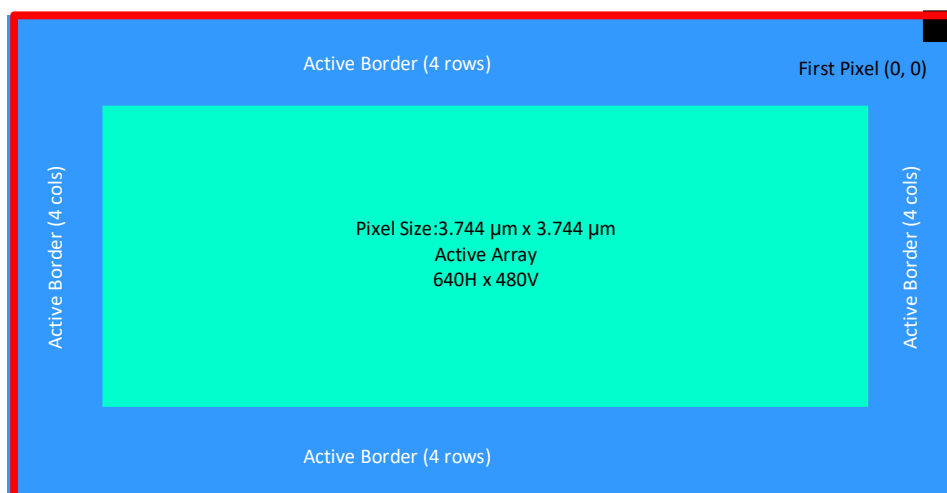 Active Border (4 rows)
First Pixel (0, 0)
Active Border (4 cols)
Pixel Size:3.744 µm x 3.744 µm
Active Array
640H x 480V
Active Border (4 cols)
Active Border (4 rows)